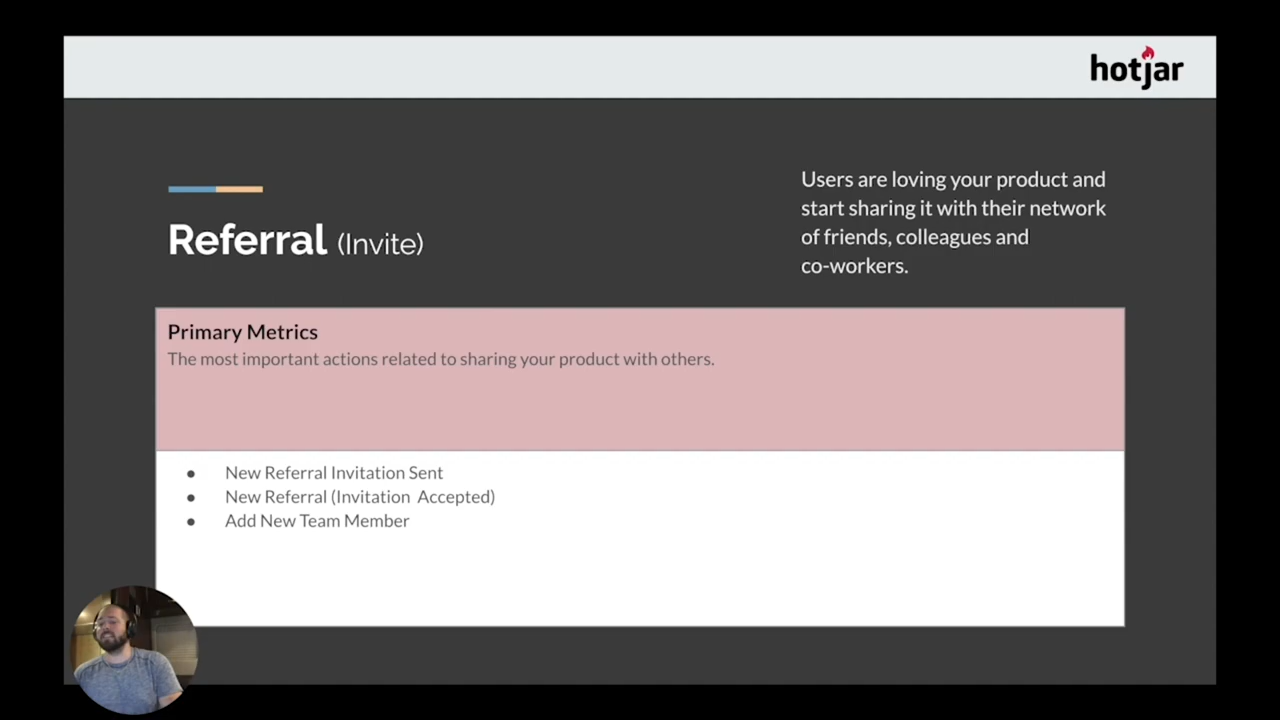 hotjar
Users are loving your product and
start sharing it with their network
of friends, colleagues and
co-workers.
Referral (Invite)
Primary Metrics
The most important actions related to sharing your product with others.
● New Referral Invitation Sent
● New Referral (Invitation Accepted)
● Add New Team Member